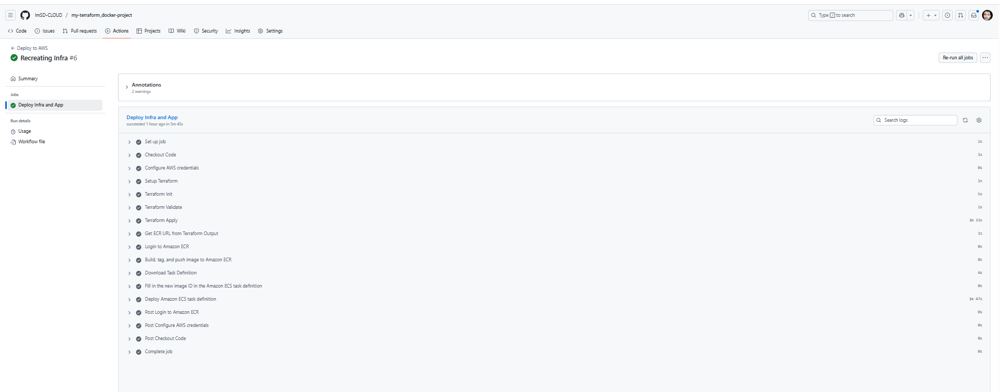 ImSD-CLOUD / my-terraform_docker-project
Type / to search
Code Issues Pull requests Actions Projects Wiki Security Insights Settings
Deploy to AWS
Recreating Infra #6
Re-run all jobs
Summary
Jobs
Deploy Infra and App
Run details
Usage
Workflow file
Annotations
2 warnings
Deploy Infra and App
succeeded 1 hour ago in 5m 45s
Search logs
Set up job 2s
Checkout Code 1s
Configure AWS credentials 0s
Setup Terraform 1s
Terraform Init 5s
Terraform Validate 2s
Terraform Apply 3m 33s
Get ECR URL from Terraform Output 1s
Login to Amazon ECR 0s
Build, tag, and push image to Amazon ECR 8s
Download Task Definition 4s
Fill in the new image ID in the Amazon ECS task definition 0s
Deploy Amazon ECS task definition 1m 47s
Post Login to Amazon ECR 0s
Post Configure AWS credentials 0s
Post Checkout Code 0s
Complete job 0s